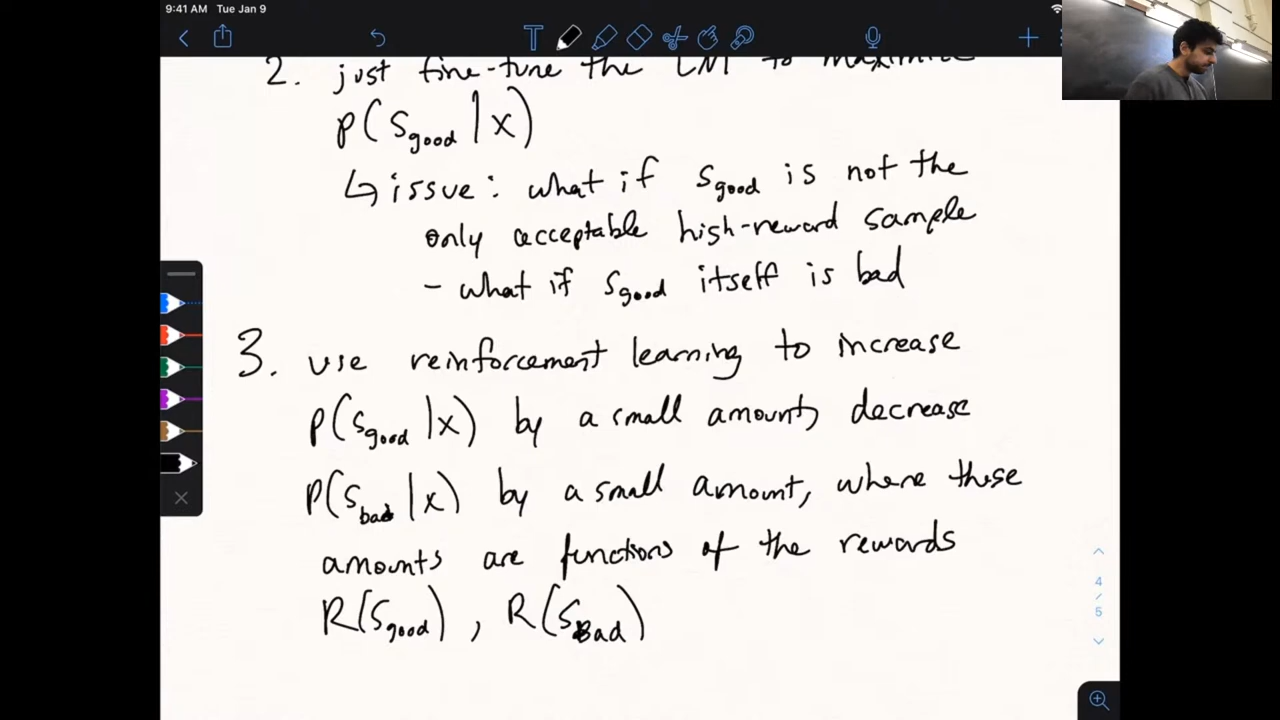 9:41 AM Tue Jan 9
2. just fine-tune the LM to maximize
p(s_good | x)
↳ issue: what if s_good is not the
only acceptable high-reward sample
- what if s_good itself is bad
3. use reinforcement learning to increase
p(s_good | x) by a small amount, decrease
p(s_bad | x) by a small amount, where these
amounts are functions of the rewards
R(s_good), R(s_Bad)
4
/
5